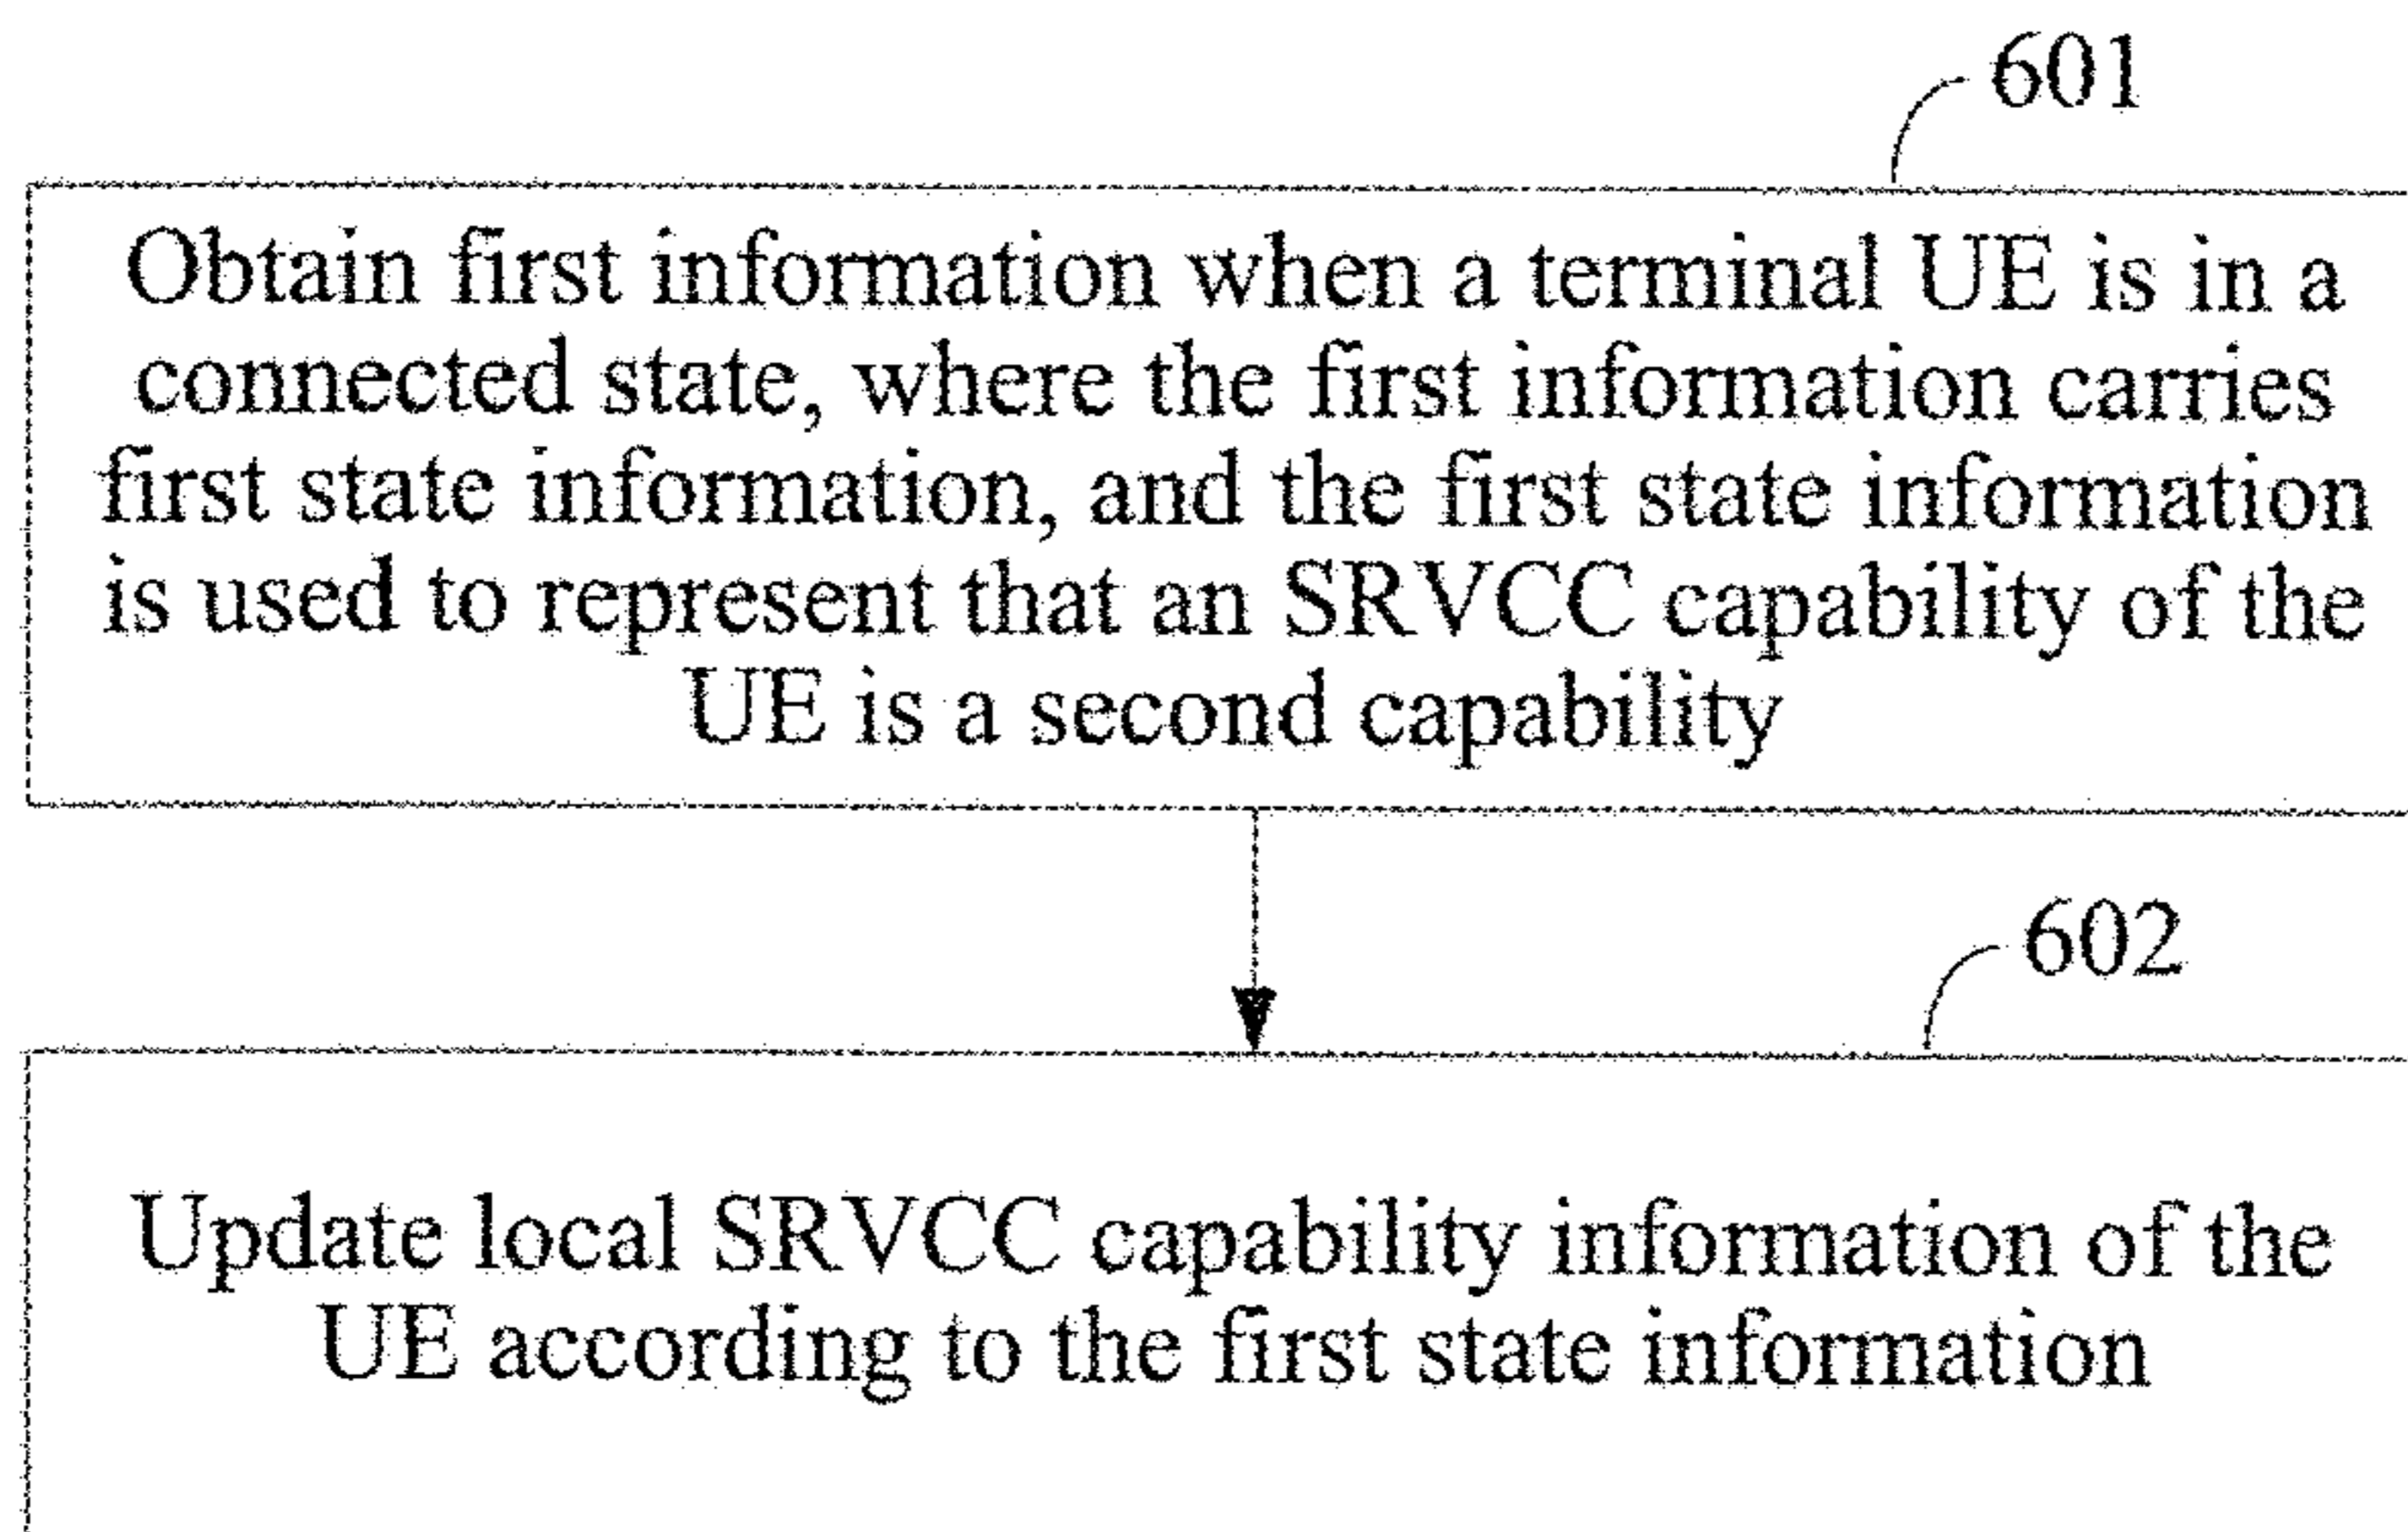 601
Obtain first information when a terminal UE is in a
connected state, where the first information carries
first state information, and the first state information
is used to represent that an SRVCC capability of the
UE is a second capability
602
Update local SRVCC capability information of the
UE according to the first state information